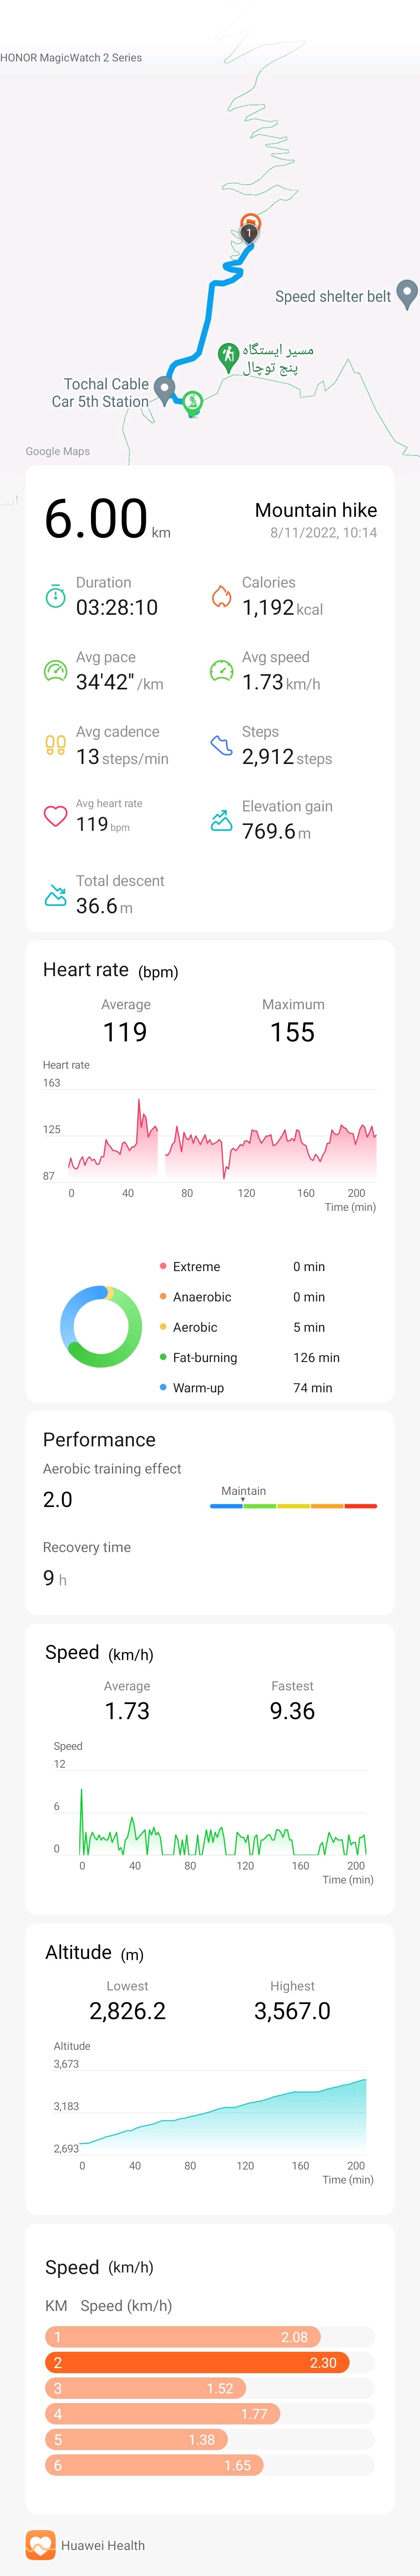 HONOR MagicWatch 2 Series
1
Speed shelter belt
مسیر ایستگاه
پنج توچال
Tochal Cable
Car 5th Station
Google Maps
6.00 km
Mountain hike
8/11/2022, 10:14
Duration
03:28:10
Calories
1,192 kcal
Avg pace
34'42" /km
Avg speed
1.73 km/h
Avg cadence
13 steps/min
Steps
2,912 steps
Avg heart rate
119 bpm
Elevation gain
769.6 m
Total descent
36.6 m
Heart rate (bpm)
Average Maximum
119 155
Heart rate
163
125
87
0 40 80 120 160 200
Time (min)
Extreme 0 min
Anaerobic 0 min
Aerobic 5 min
Fat-burning 126 min
Warm-up 74 min
Performance
Aerobic training effect
2.0
Maintain
Recovery time
9 h
Speed (km/h)
Average Fastest
1.73 9.36
Speed
12
6
0
0 40 80 120 160 200
Time (min)
Altitude (m)
Lowest Highest
2,826.2 3,567.0
Altitude
3,673
3,183
2,693
0 40 80 120 160 200
Time (min)
Speed (km/h)
KM Speed (km/h)
1 2.08
2 2.30
3 1.52
4 1.77
5 1.38
6 1.65
Huawei Health